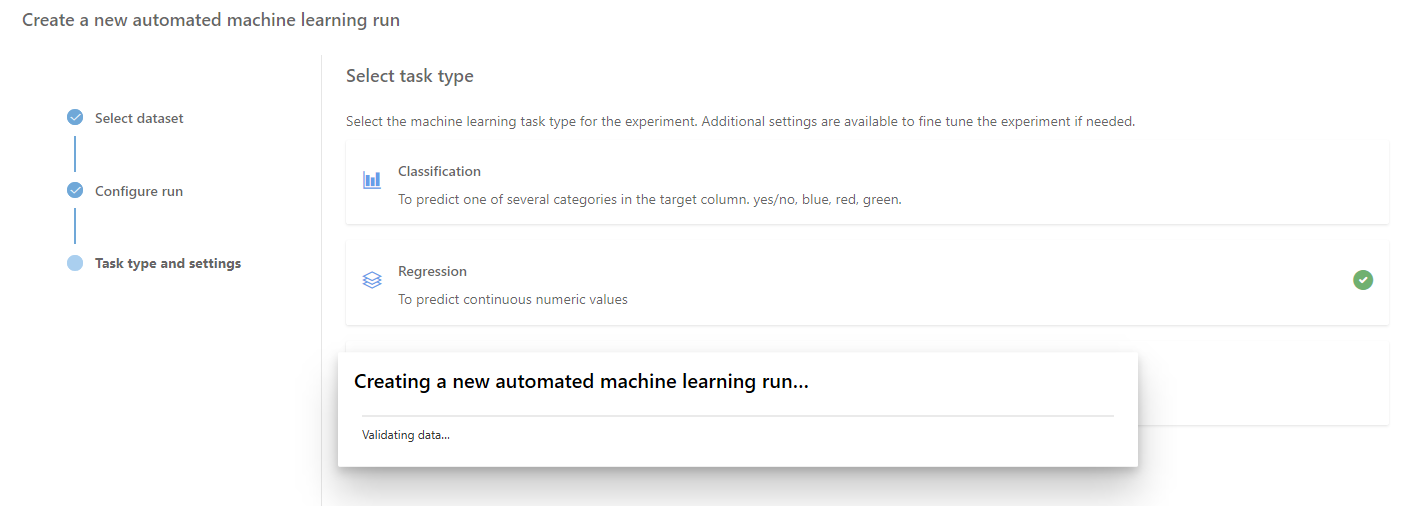 Create a new automated machine learning run
Select dataset
Configure run
Task type and settings
Select task type
Select the machine learning task type for the experiment. Additional settings are available to fine tune the experiment if needed.
Classification
To predict one of several categories in the target column. yes/no, blue, red, green.
Regression
To predict continuous numeric values
Creating a new automated machine learning run...
Validating data...